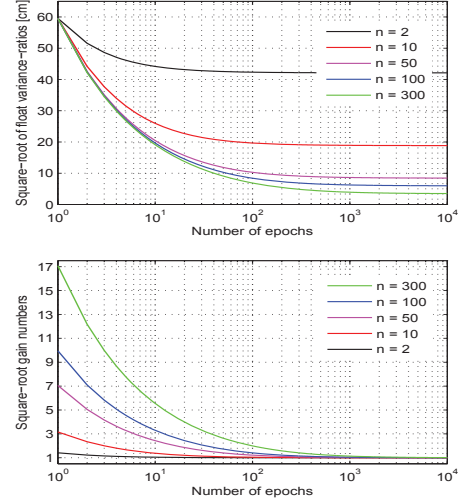 Square-root of float variance-ratios [cm]
60
50
40
30
20
10
0
n = 2
n = 10
n = 50
n = 100
n = 300
10^0
10^1
10^2
10^3
10^4
Number of epochs
Square-root gain numbers
17
15
13
11
9
7
5
3
1
n = 300
n = 100
n = 50
n = 10
n = 2
10^0
10^1
10^2
10^3
10^4
Number of epochs